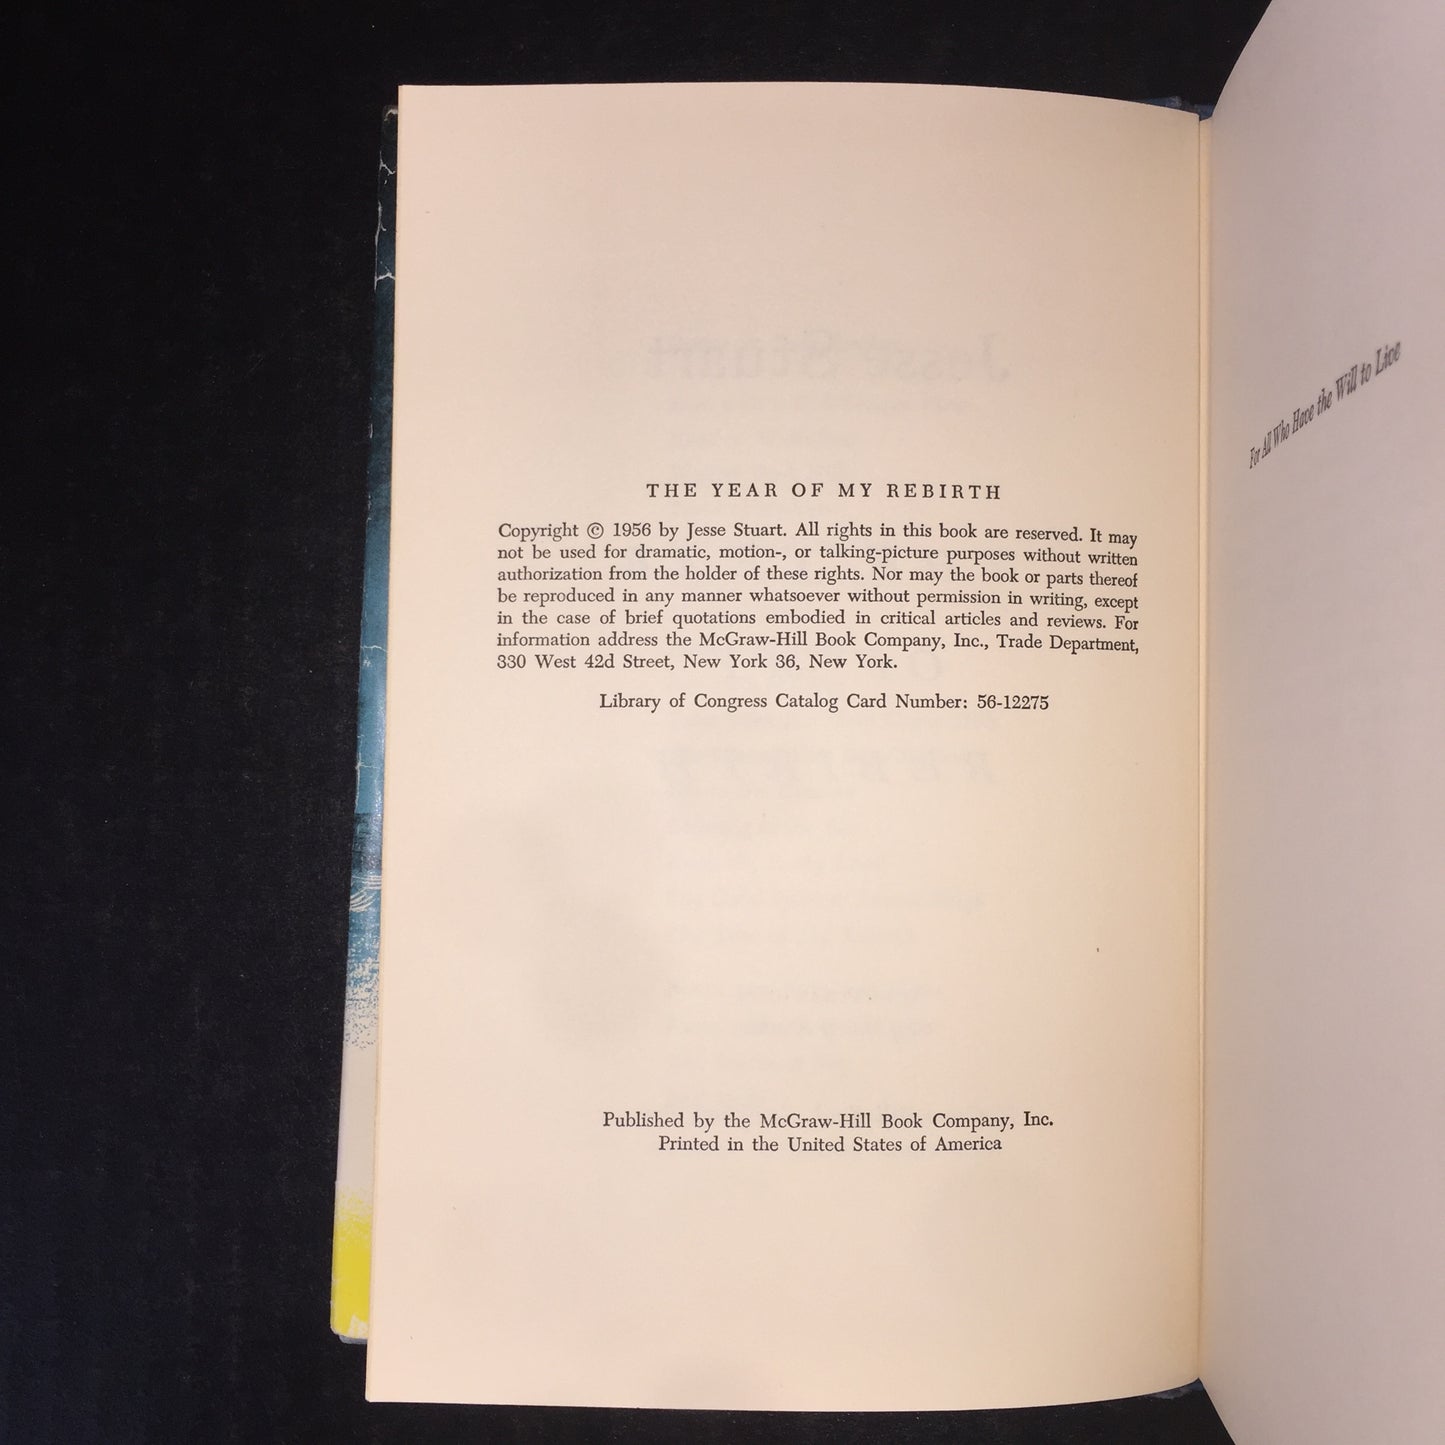 THE YEAR OF MY REBIRTH
Copyright © 1956 by Jesse Stuart. All rights in this book are reserved. It may
not be used for dramatic, motion-, or talking-picture purposes without written
authorization from the holder of these rights. Nor may the book or parts thereof
be reproduced in any manner whatsoever without permission in writing, except
in the case of brief quotations embodied in critical articles and reviews. For
information address the McGraw-Hill Book Company, Inc., Trade Department,
330 West 42d Street, New York 36, New York.
Library of Congress Catalog Card Number: 56-12275
Published by the McGraw-Hill Book Company, Inc.
Printed in the United States of America
For All Who Have the Will to Live